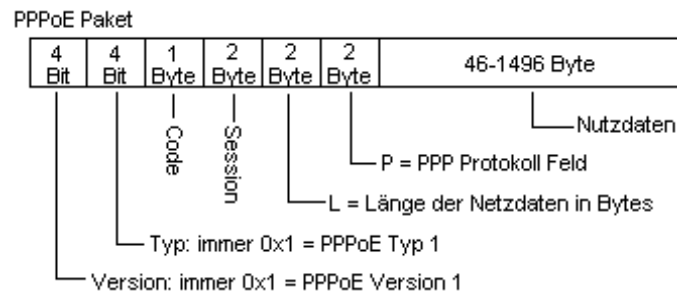 PPPoE Paket
4 Bit
4 Bit
1 Byte
2 Byte
2 Byte
2 Byte
46-1496 Byte
Code
Session
Nutzdaten
P = PPP Protokoll Feld
L = Länge der Netzdaten in Bytes
Typ: immer 0x1 = PPPoE Typ 1
Version: immer 0x1 = PPPoE Version 1